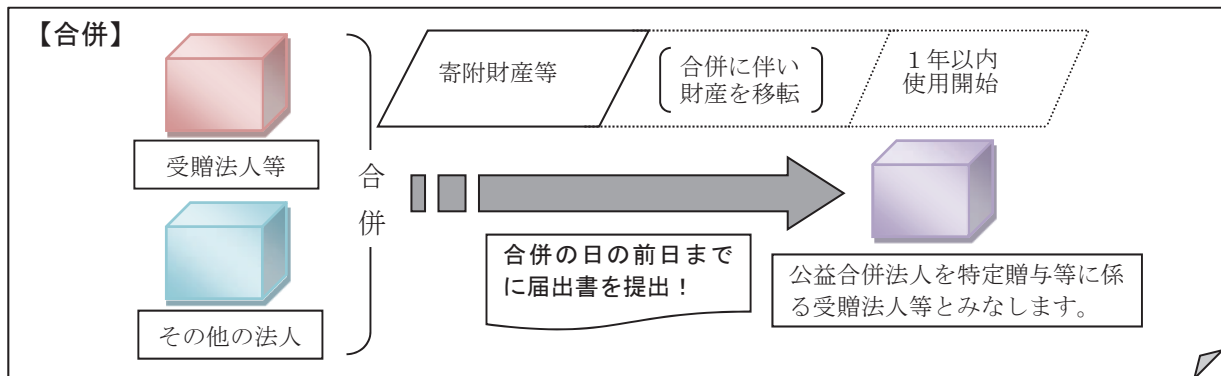 【合併】
受贈法人等
その他の法人
合
併
寄附財産等
合併に伴い
財産を移転
１年以内
使用開始
合併の日の前日まで
に届出書を提出！
公益合併法人を特定贈与等に係
る受贈法人等とみなします。